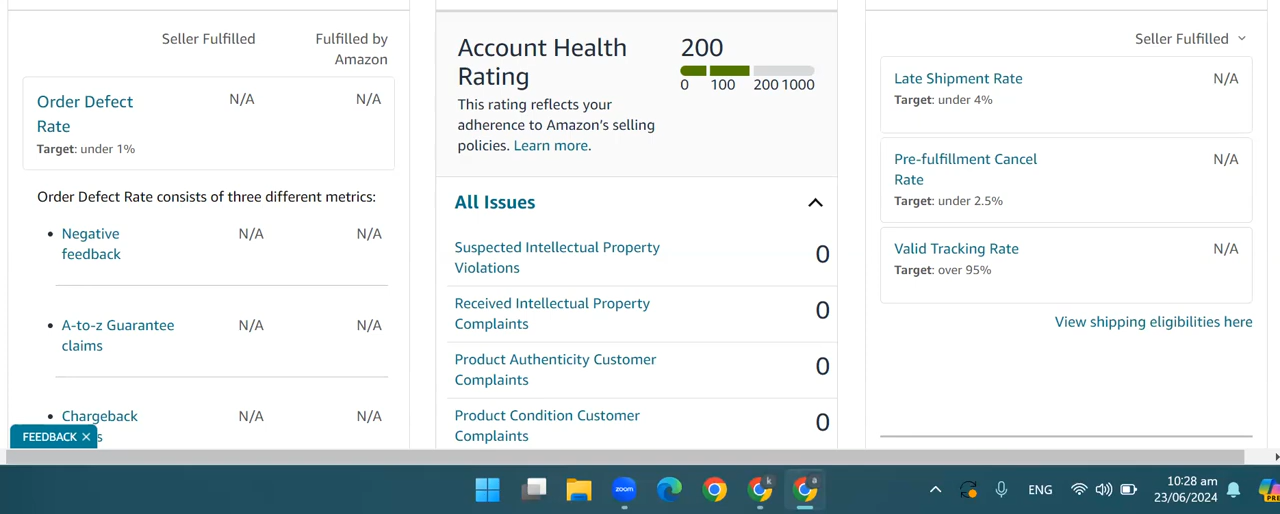 Seller Fulfilled
Fulfilled by
Amazon
Order Defect
Rate
N/A
N/A
Target: under 1%
Order Defect Rate consists of three different metrics:
• Negative
feedback
N/A
N/A
• A-to-z Guarantee
claims
N/A
N/A
• Chargeback
N/A
N/A
FEEDBACK ×
Account Health
Rating
200
0 100 200 1000
This rating reflects your
adherence to Amazon's selling
policies. Learn more.
All Issues
Suspected Intellectual Property
Violations
0
Received Intellectual Property
Complaints
0
Product Authenticity Customer
Complaints
0
Product Condition Customer
Complaints
0
Seller Fulfilled
Late Shipment Rate
N/A
Target: under 4%
Pre-fulfillment Cancel
Rate
N/A
Target: under 2.5%
Valid Tracking Rate
N/A
Target: over 95%
View shipping eligibilities here
zoom
k
a
ENG
10:28 am
23/06/2024
PRE